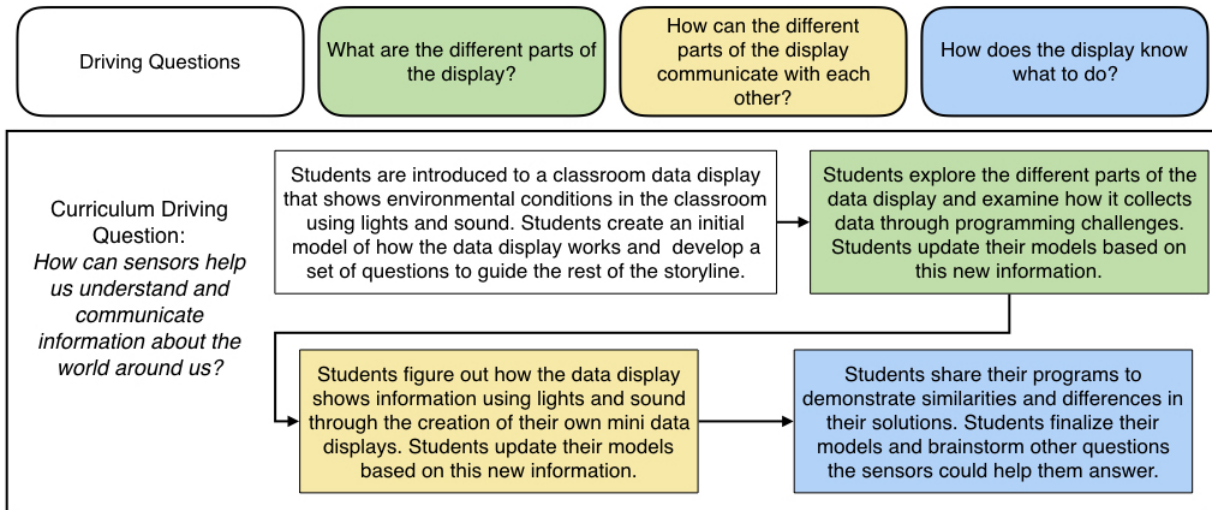 Driving Questions
What are the different parts of
the display?
How can the different
parts of the display
communicate with each
other?
How does the display know
what to do?
Curriculum Driving
Question:
How can sensors help
us understand and
communicate
information about the
world around us?
Students are introduced to a classroom data display
that shows environmental conditions in the classroom
using lights and sound. Students create an initial
model of how the data display works and develop a
set of questions to guide the rest of the storyline.
Students explore the different parts of the
data display and examine how it collects
data through programming challenges.
Students update their models based on
this new information.
Students figure out how the data display
shows information using lights and sound
through the creation of their own mini data
displays. Students update their models
based on this new information.
Students share their programs to
demonstrate similarities and differences in
their solutions. Students finalize their
models and brainstorm other questions
the sensors could help them answer.